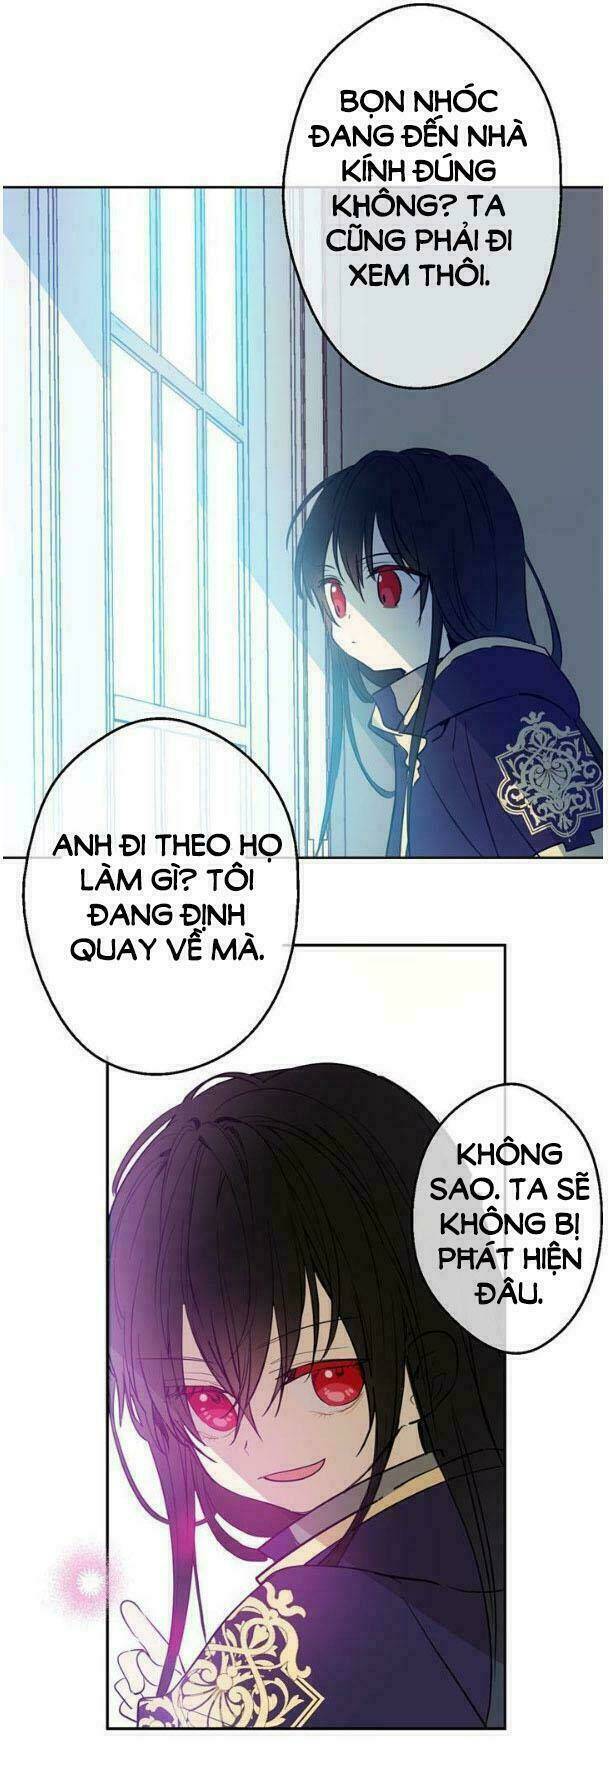 BỌN NHÓC
ĐANG ĐẾN NHÀ
KÍNH ĐÚNG
KHÔNG? TA
CŨNG PHẢI ĐI
XEM THÔI.
ANH ĐI THEO HỌ
LÀM GÌ? TÔI
ĐANG ĐỊNH
QUAY VỀ MÀ.
KHÔNG
SAO. TA SẼ
KHÔNG BỊ
PHÁT HIỆN
ĐÂU.